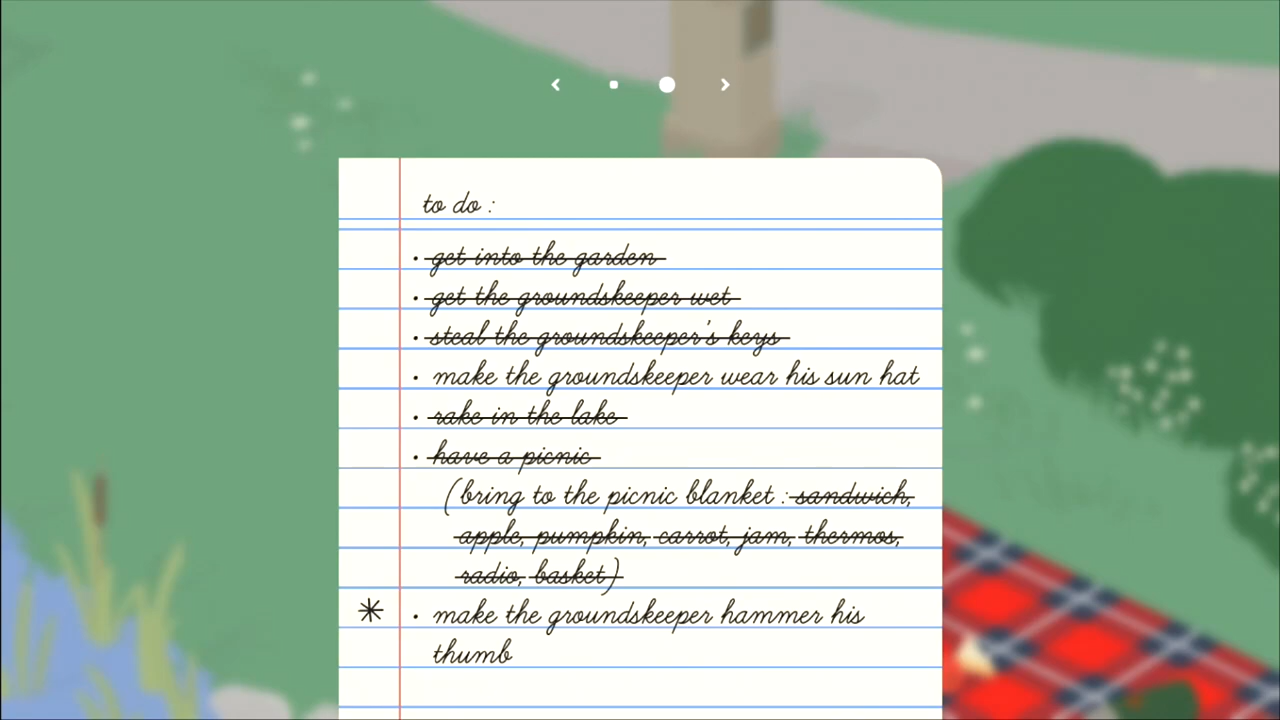 to do :
· get into the garden
· get the groundskeeper wet
· steal the groundskeeper's keys
· make the groundskeeper wear his sun hat
· rake in the lake
· have a picnic
(bring to the picnic blanket : sandwich,
apple, pumpkin, carrot, jam, thermos,
radio, basket)
* · make the groundskeeper hammer his
thumb